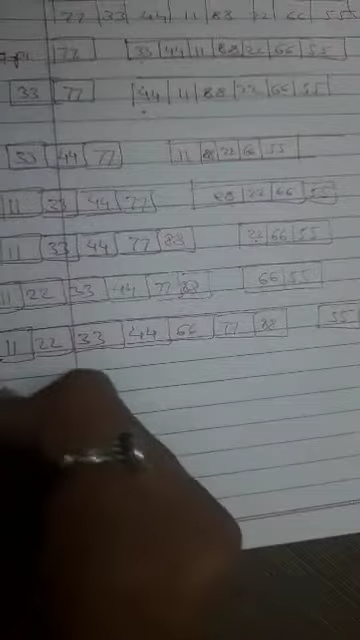 77 33 44 11 88 22 66 55
77 33 44 11 88 22 66 55
33 77 44 11 88 22 66 55
33 44 77 11 88 22 66 55
11 33 44 77 88 22 66 55
11 33 44 77 88 22 66 55
11 22 33 44 77 88 66 55
11 22 33 44 66 77 88 55